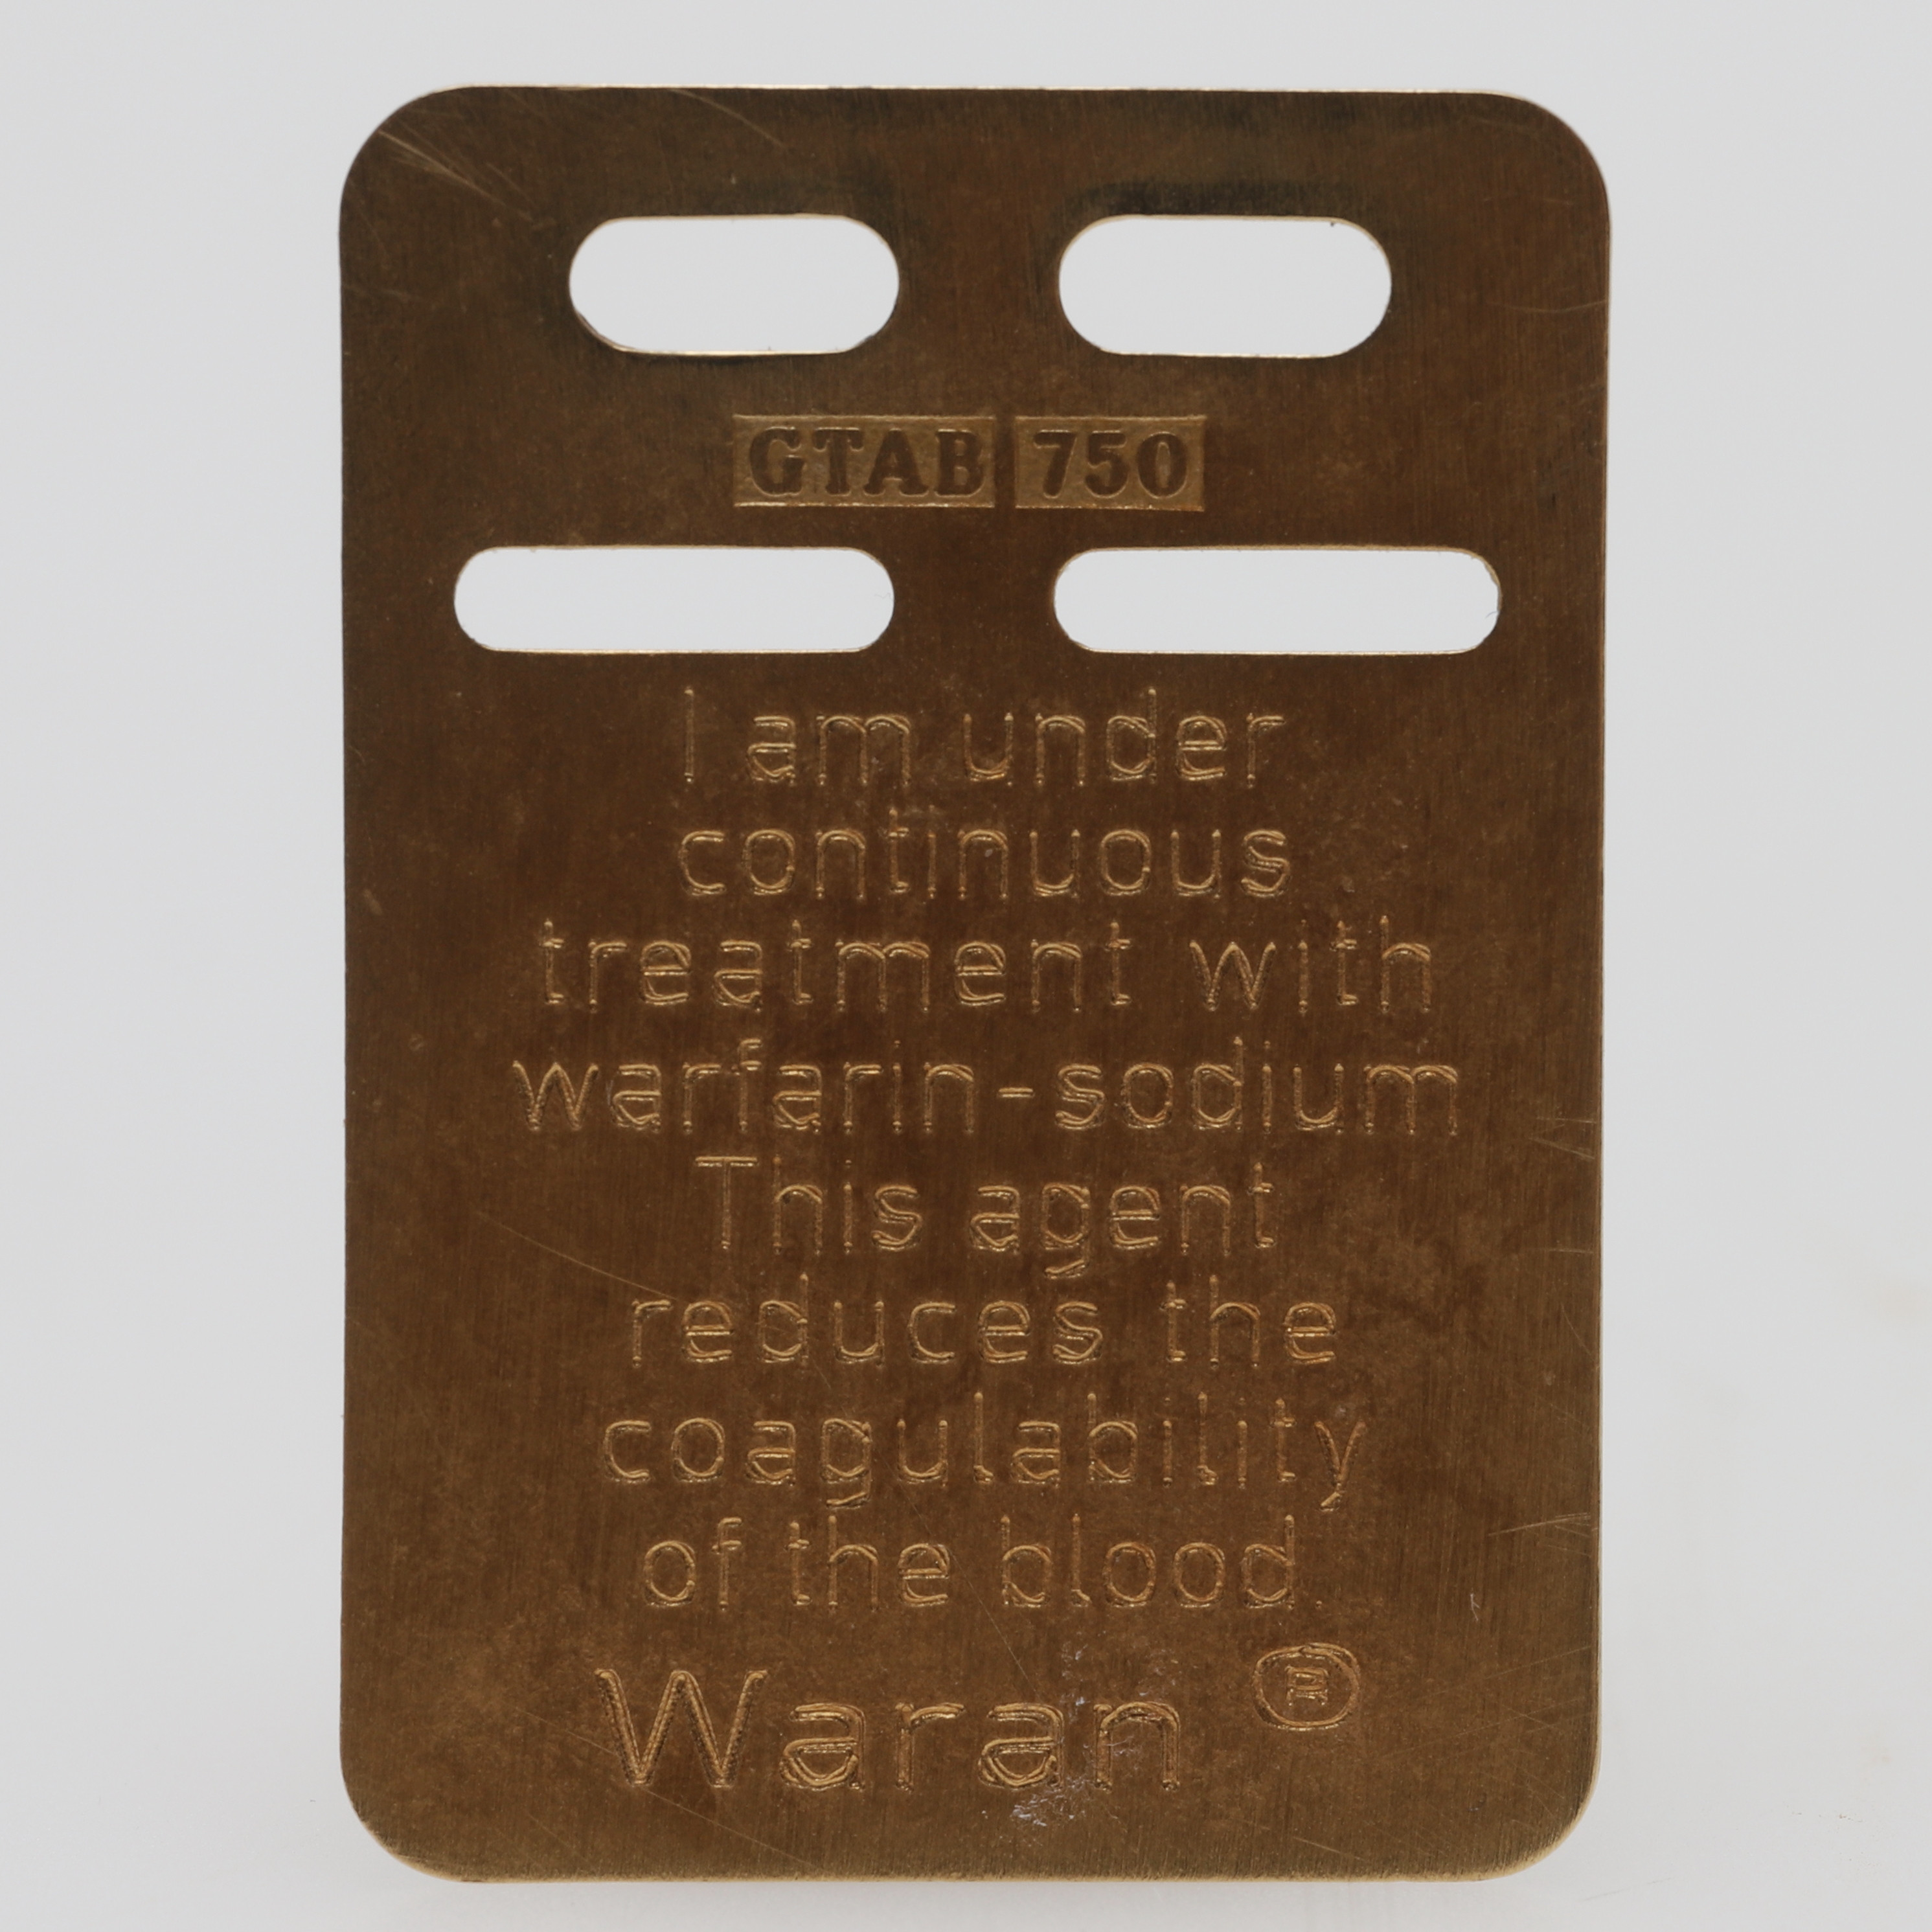 GTAB 750
I am under
continuous
treatment with
warfarin-sodium
This agent
reduces the
coagulability
of the blood.
Waran ®